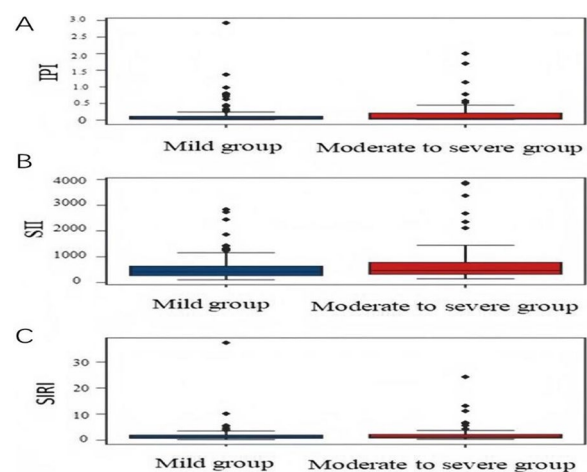 A
IPI
3.0
2.5
2.0
1.5
1.0
0.5
0
Mild group Moderate to severe group
B
SII
4000
3000
2000
1000
0
Mild group Moderate to severe group
C
SIRI
30
20
10
0
Mild group Moderate to severe group